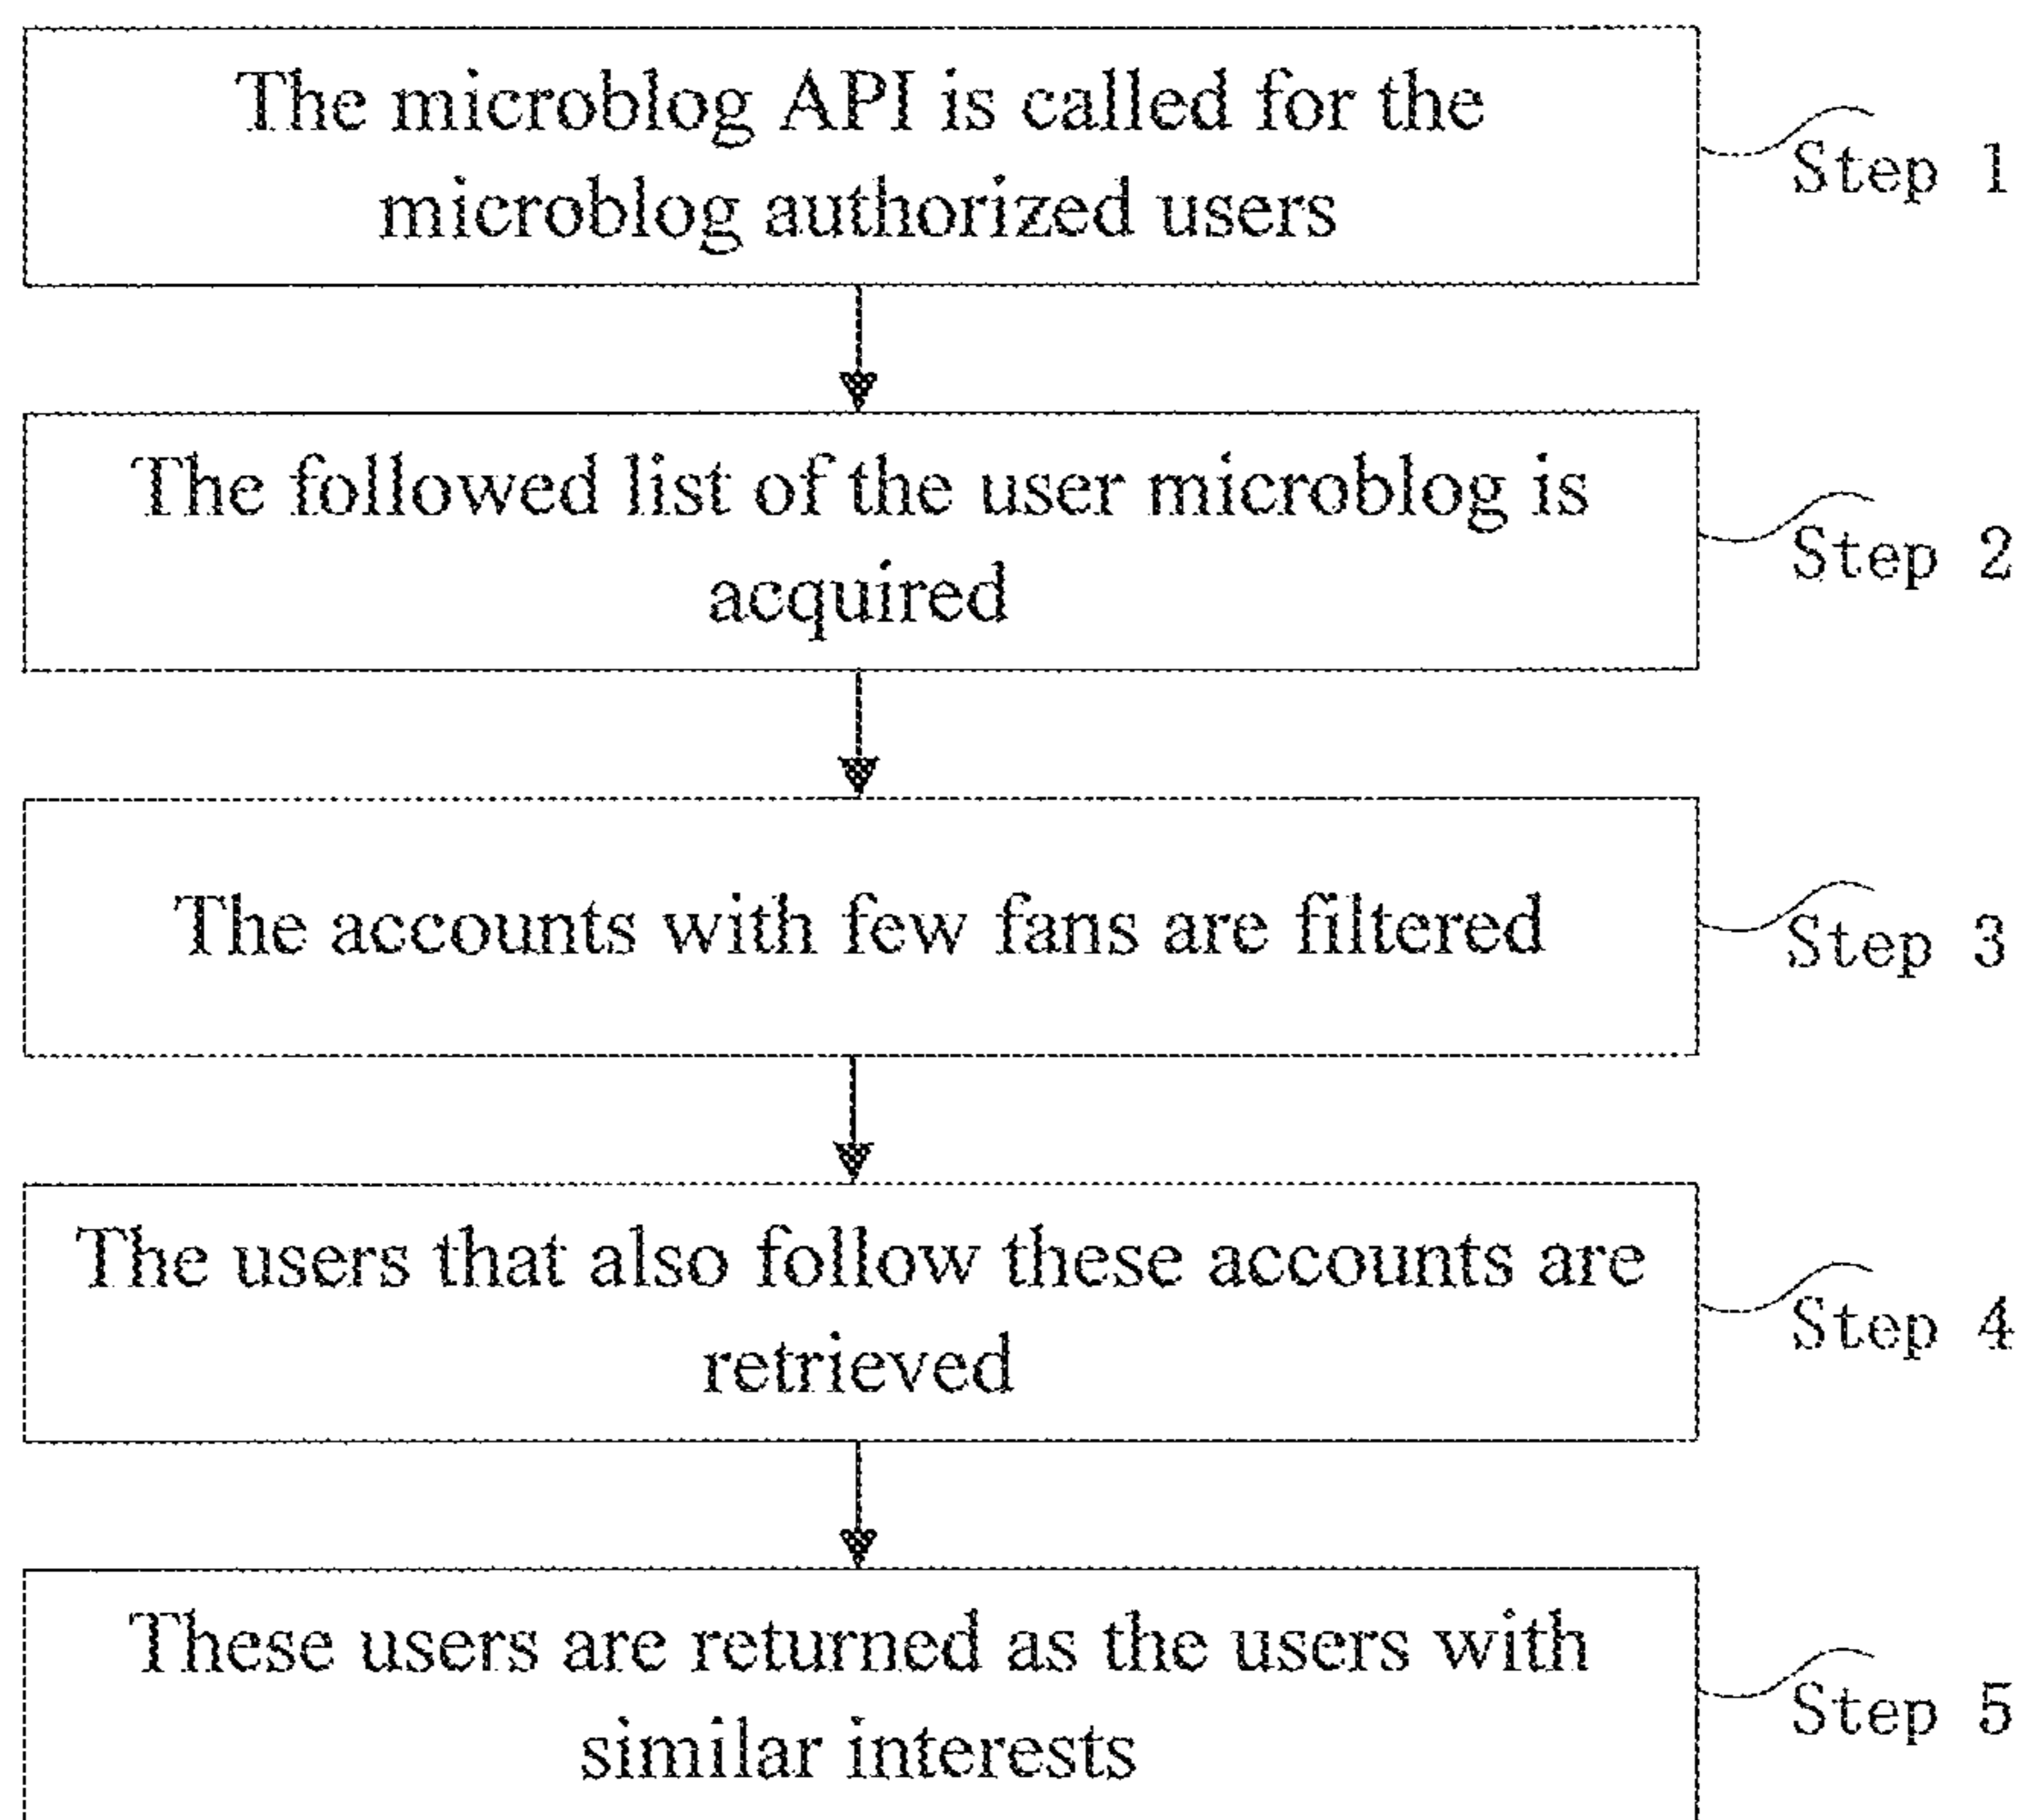 The microblog API is called for the
microblog authorized users
Step 1
The followed list of the user microblog is
acquired
Step 2
The accounts with few fans are filtered
Step 3
The users that also follow these accounts are
retrieved
Step 4
These users are returned as the users with
similar interests
Step 5